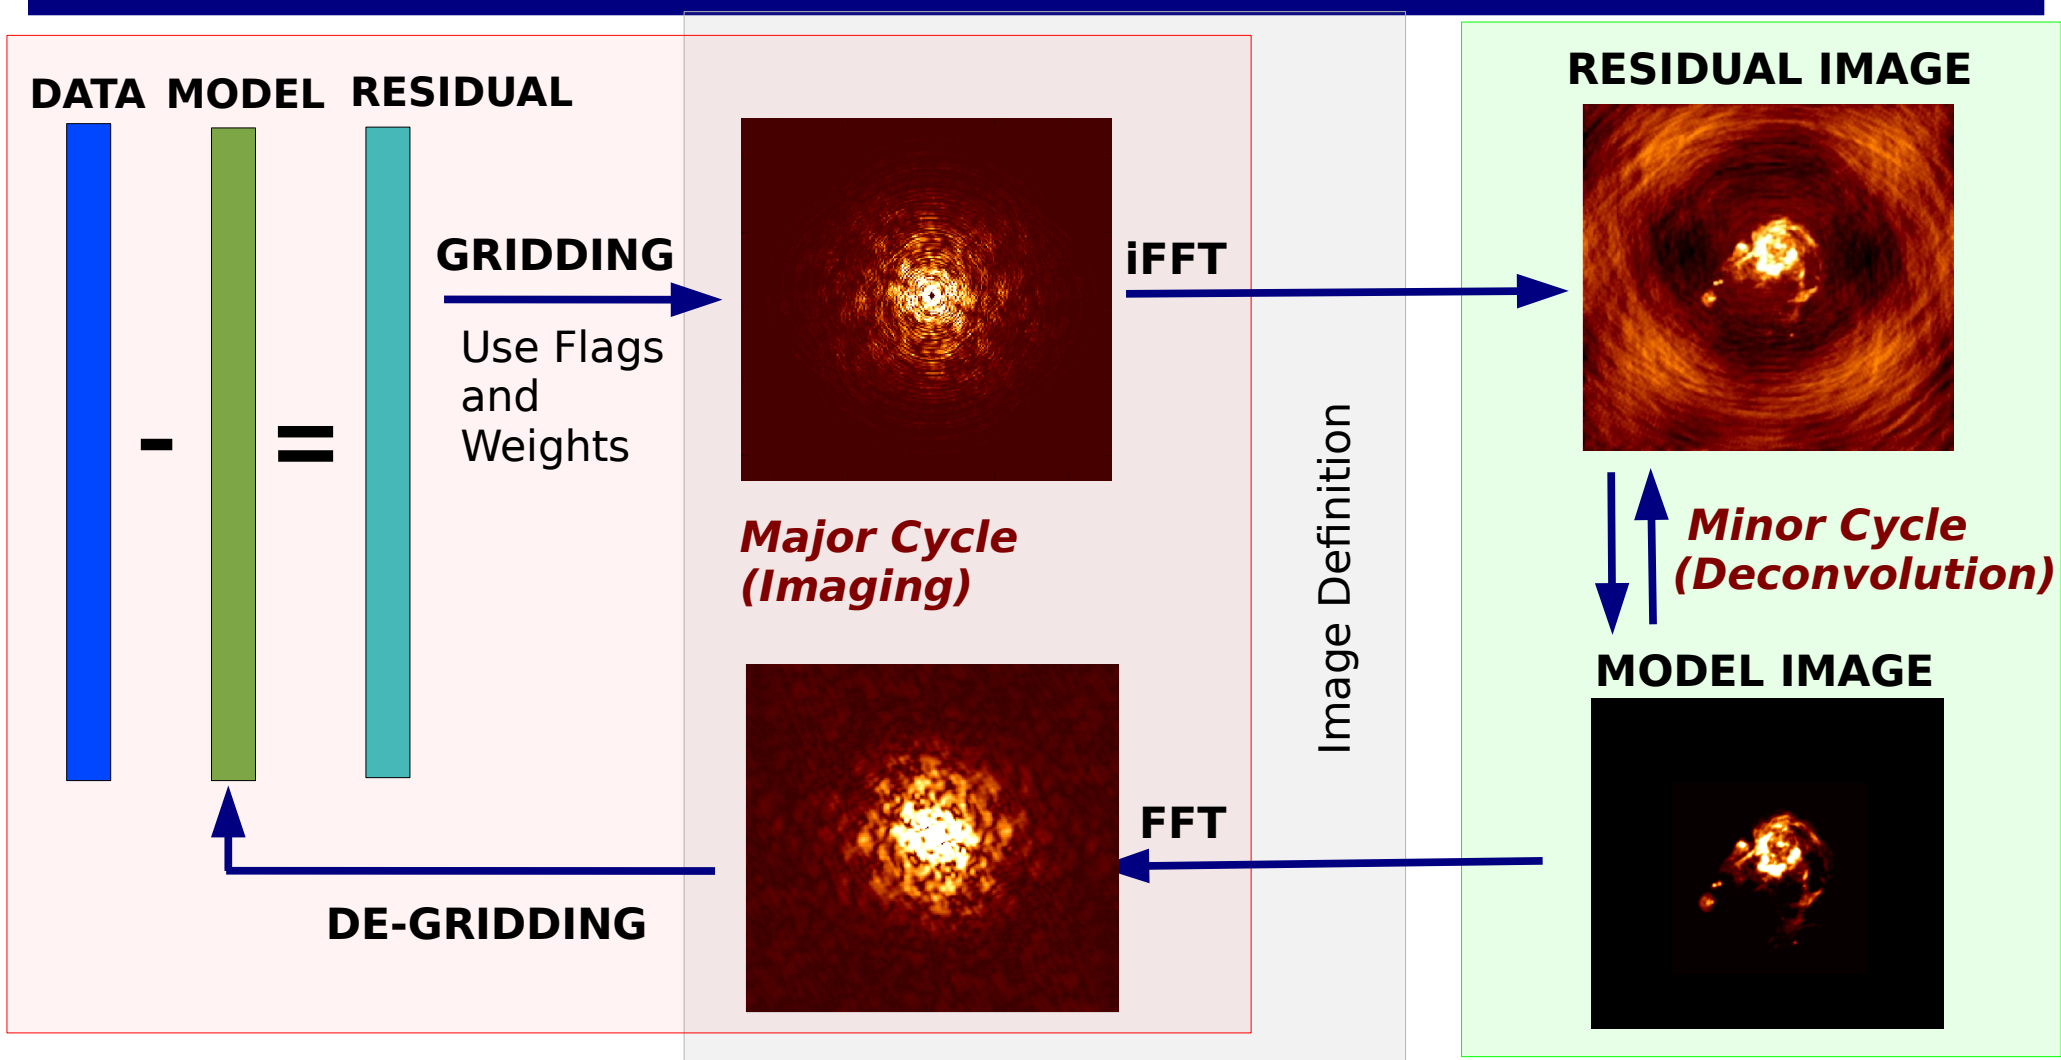 DATA MODEL RESIDUAL
- =
GRIDDING
Use Flags
and
Weights
iFFT
RESIDUAL IMAGE
Major Cycle
(Imaging)
Image Definition
Minor Cycle
(Deconvolution)
MODEL IMAGE
FFT
DE-GRIDDING